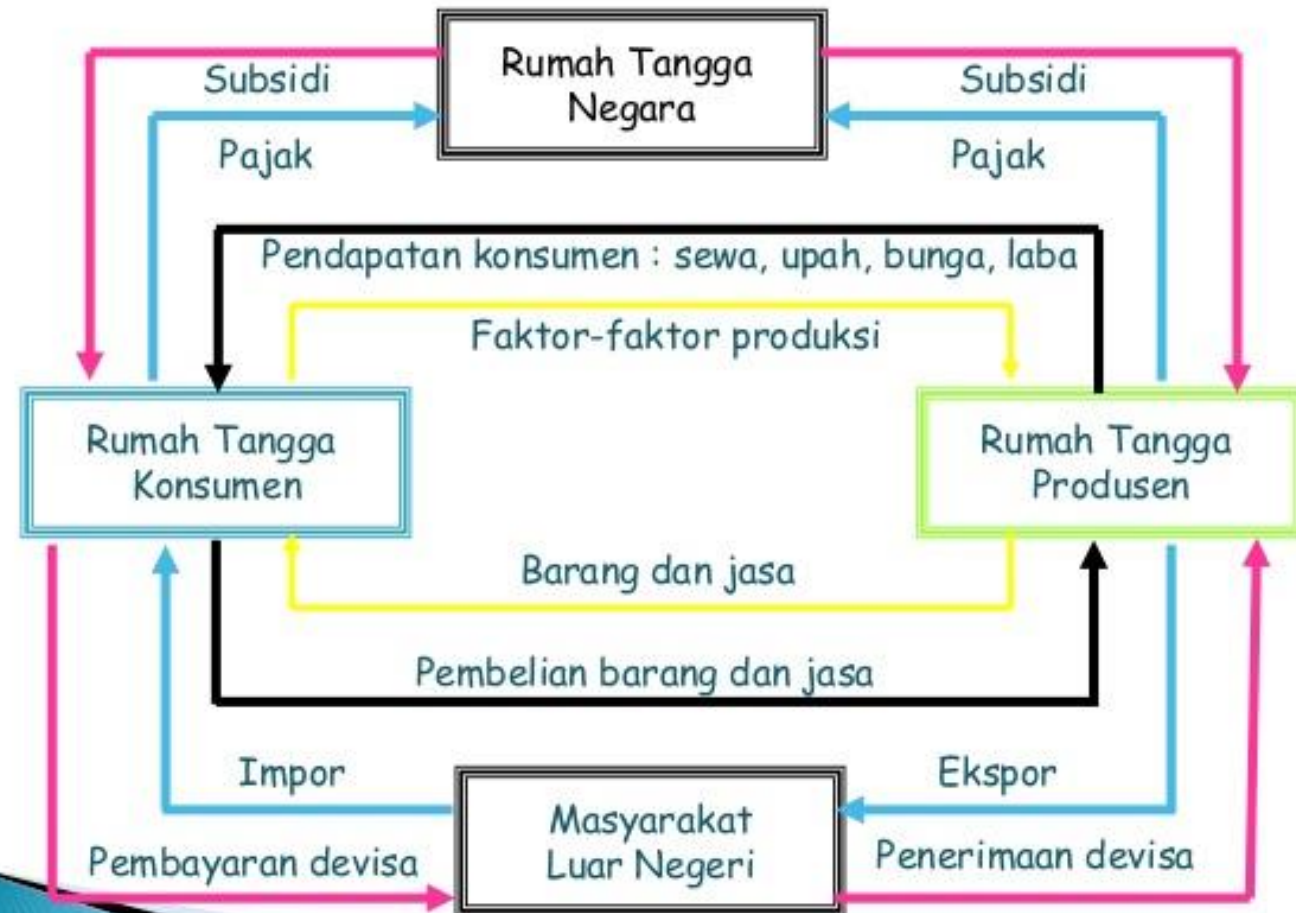 Rumah Tangga
Negara
Subsidi
Subsidi
Pajak
Pajak
Pendapatan konsumen : sewa, upah, bunga, laba
Faktor-faktor produksi
Rumah Tangga
Konsumen
Rumah Tangga
Produsen
Barang dan jasa
Pembelian barang dan jasa
Impor
Ekspor
Masyarakat
Luar Negeri
Pembayaran devisa
Penerimaan devisa